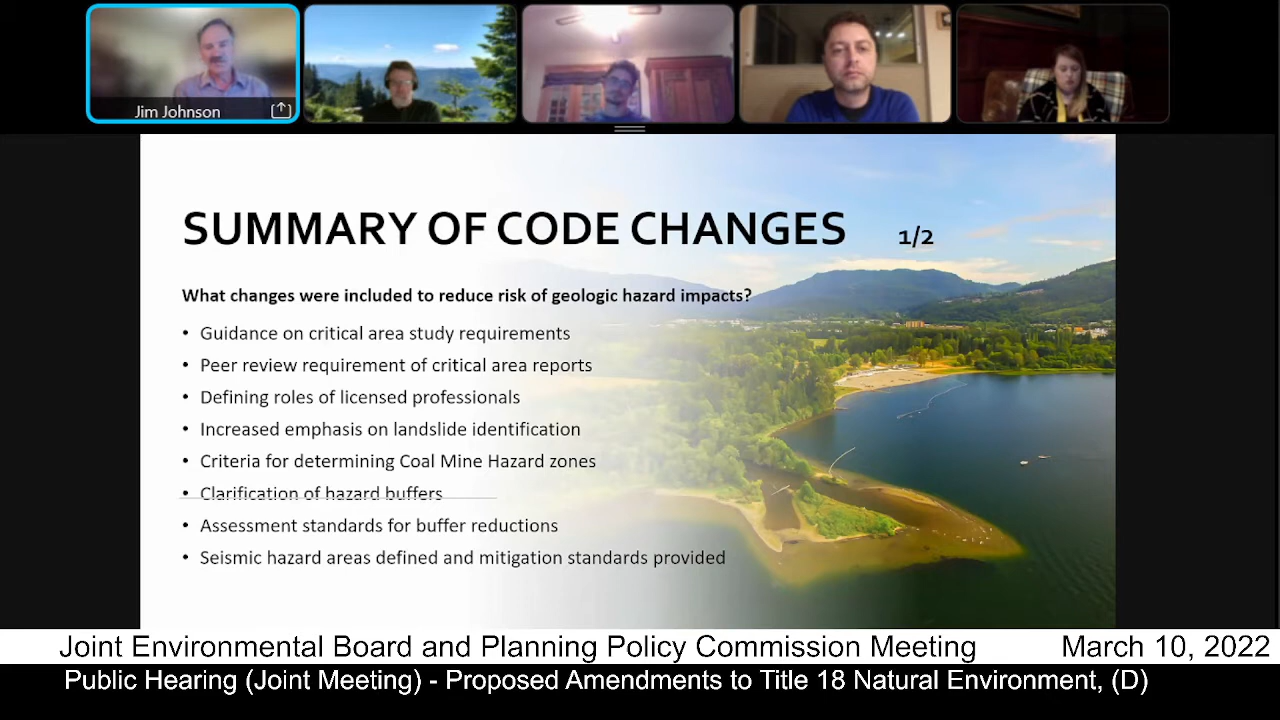 Jim Johnson
SUMMARY OF CODE CHANGES 1/2
What changes were included to reduce risk of geologic hazard impacts?
• Guidance on critical area study requirements
• Peer review requirement of critical area reports
• Defining roles of licensed professionals
• Increased emphasis on landslide identification
• Criteria for determining Coal Mine Hazard zones
• Clarification of hazard buffers
• Assessment standards for buffer reductions
• Seismic hazard areas defined and mitigation standards provided
Joint Environmental Board and Planning Policy Commission Meeting March 10, 2022
Public Hearing (Joint Meeting) - Proposed Amendments to Title 18 Natural Environment, (D)